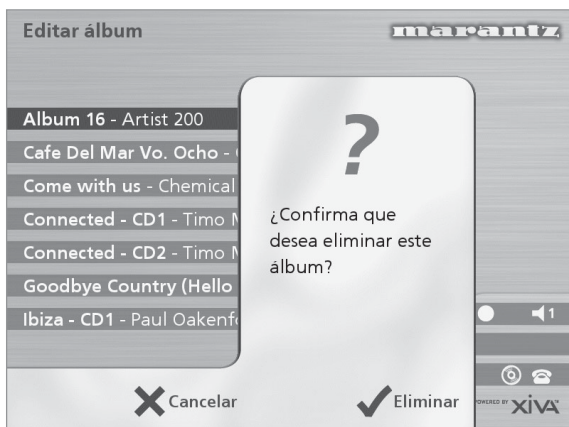 Editar álbum
marantz
Album 16 - Artist 200
Cafe Del Mar Vo. Ocho -
Come with us - Chemical
Connected - CD1 - Timo
Connected - CD2 - Timo
Goodbye Country (Hello
Ibiza - CD1 - Paul Oakenfo
?
¿Confirma que
desea eliminar este
álbum?
1
Cancelar
Eliminar
POWERED BY XiVA™